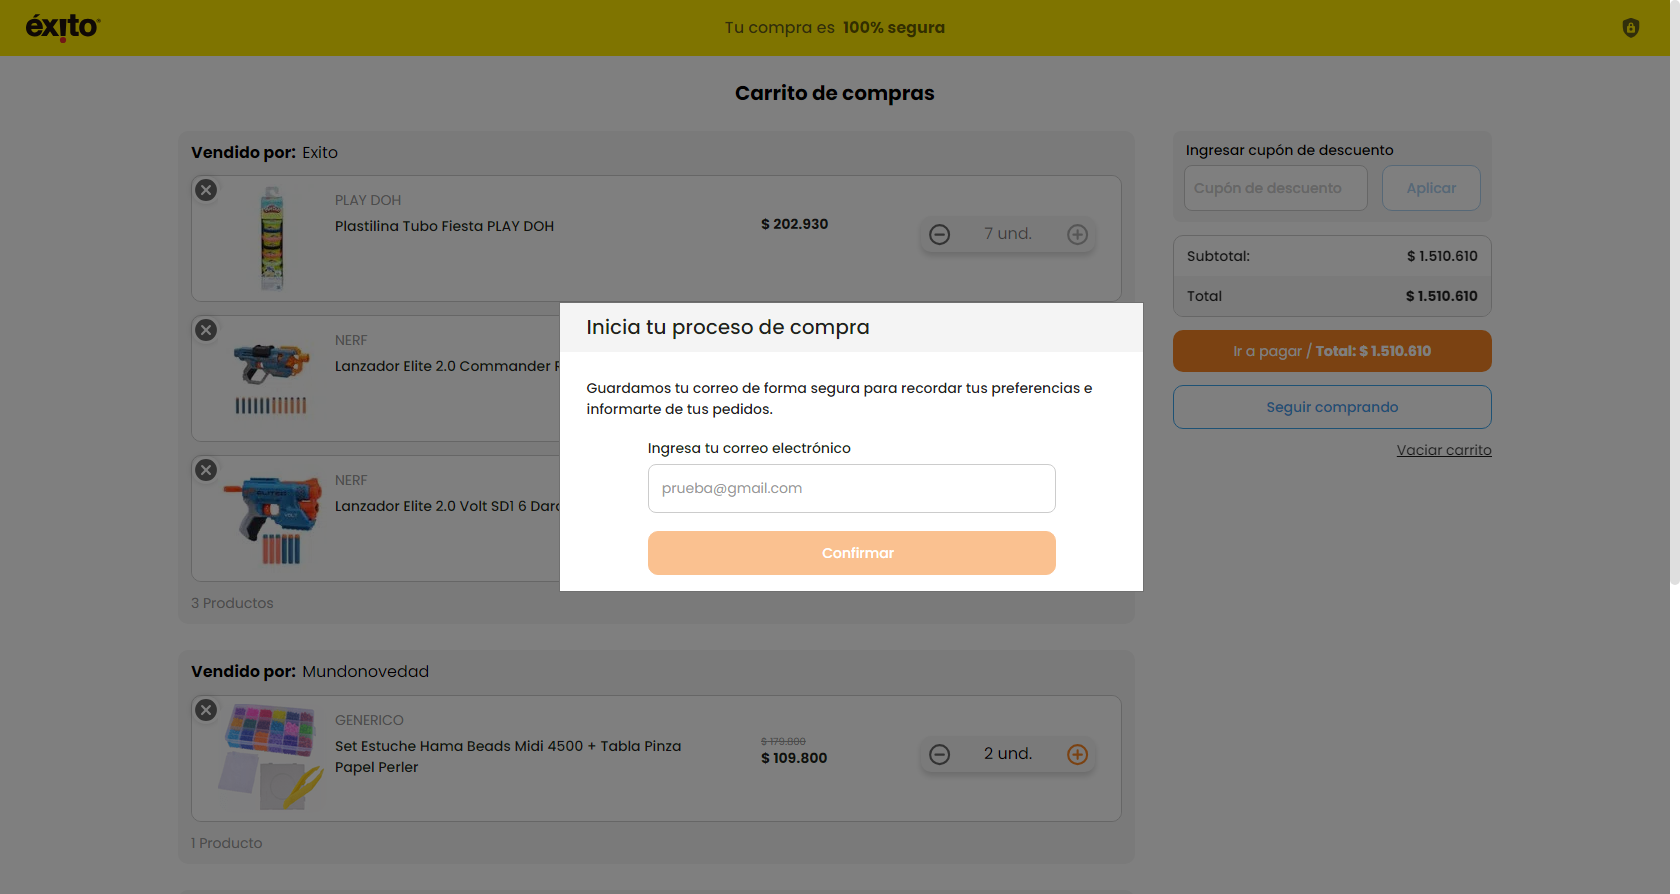 éxito
Tu compra es 100% segura
Carrito de compras
Vendido por: Exito
PLAY DOH
Plastilina Tubo Fiesta PLAY DOH
$ 202.930
7 und.
NERF
Lanzador Elite 2.0 Commander
NERF
Lanzador Elite 2.0 Volt SD1 6
3 Productos
Vendido por: Mundonovedad
GENERICO
Set Estuche Hama Beads Midi 4500 + Tabla Pinza
Papel Perler
$ 179.800
$ 109.800
2 und.
1 Producto
Ingresar cupón de descuento
Cupón de descuento
Aplicar
Subtotal: $ 1.510.610
Total $ 1.510.610
Ir a pagar / Total: $ 1.510.610
Seguir comprando
Vaciar carrito
Inicia tu proceso de compra
Guardamos tu correo de forma segura para recordar tus preferencias e
informarte de tus pedidos.
Ingresa tu correo electrónico
prueba@gmail.com
Confirmar